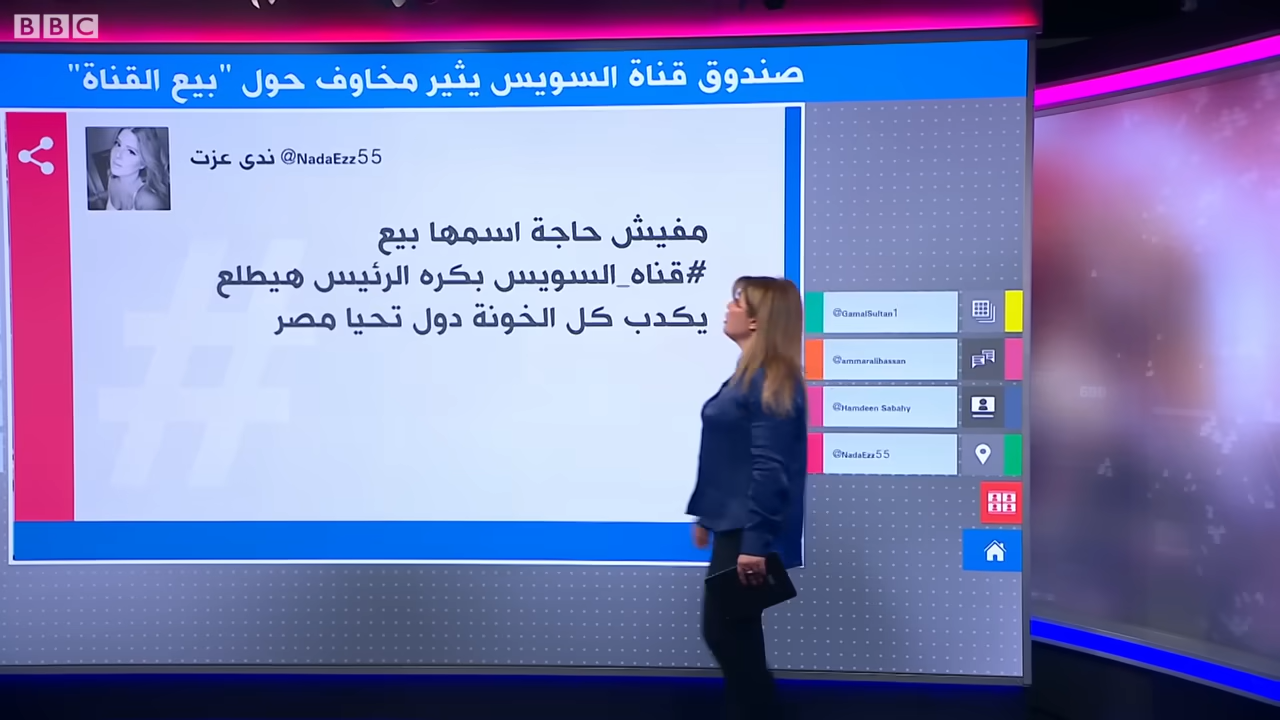 BBC
صندوق قناة السويس يثير مخاوف حول "بيع القناة"
ندى عزت @NadaEzz55
مفيش حاجة اسمها بيع
#قناه_السويس بكره الرئيس هيطلع
يكدب كل الخونة دول تحيا مصر
@GamalSultan1
@ammaralihassan
@Hamdeen Sabahy
@NadaEzz55